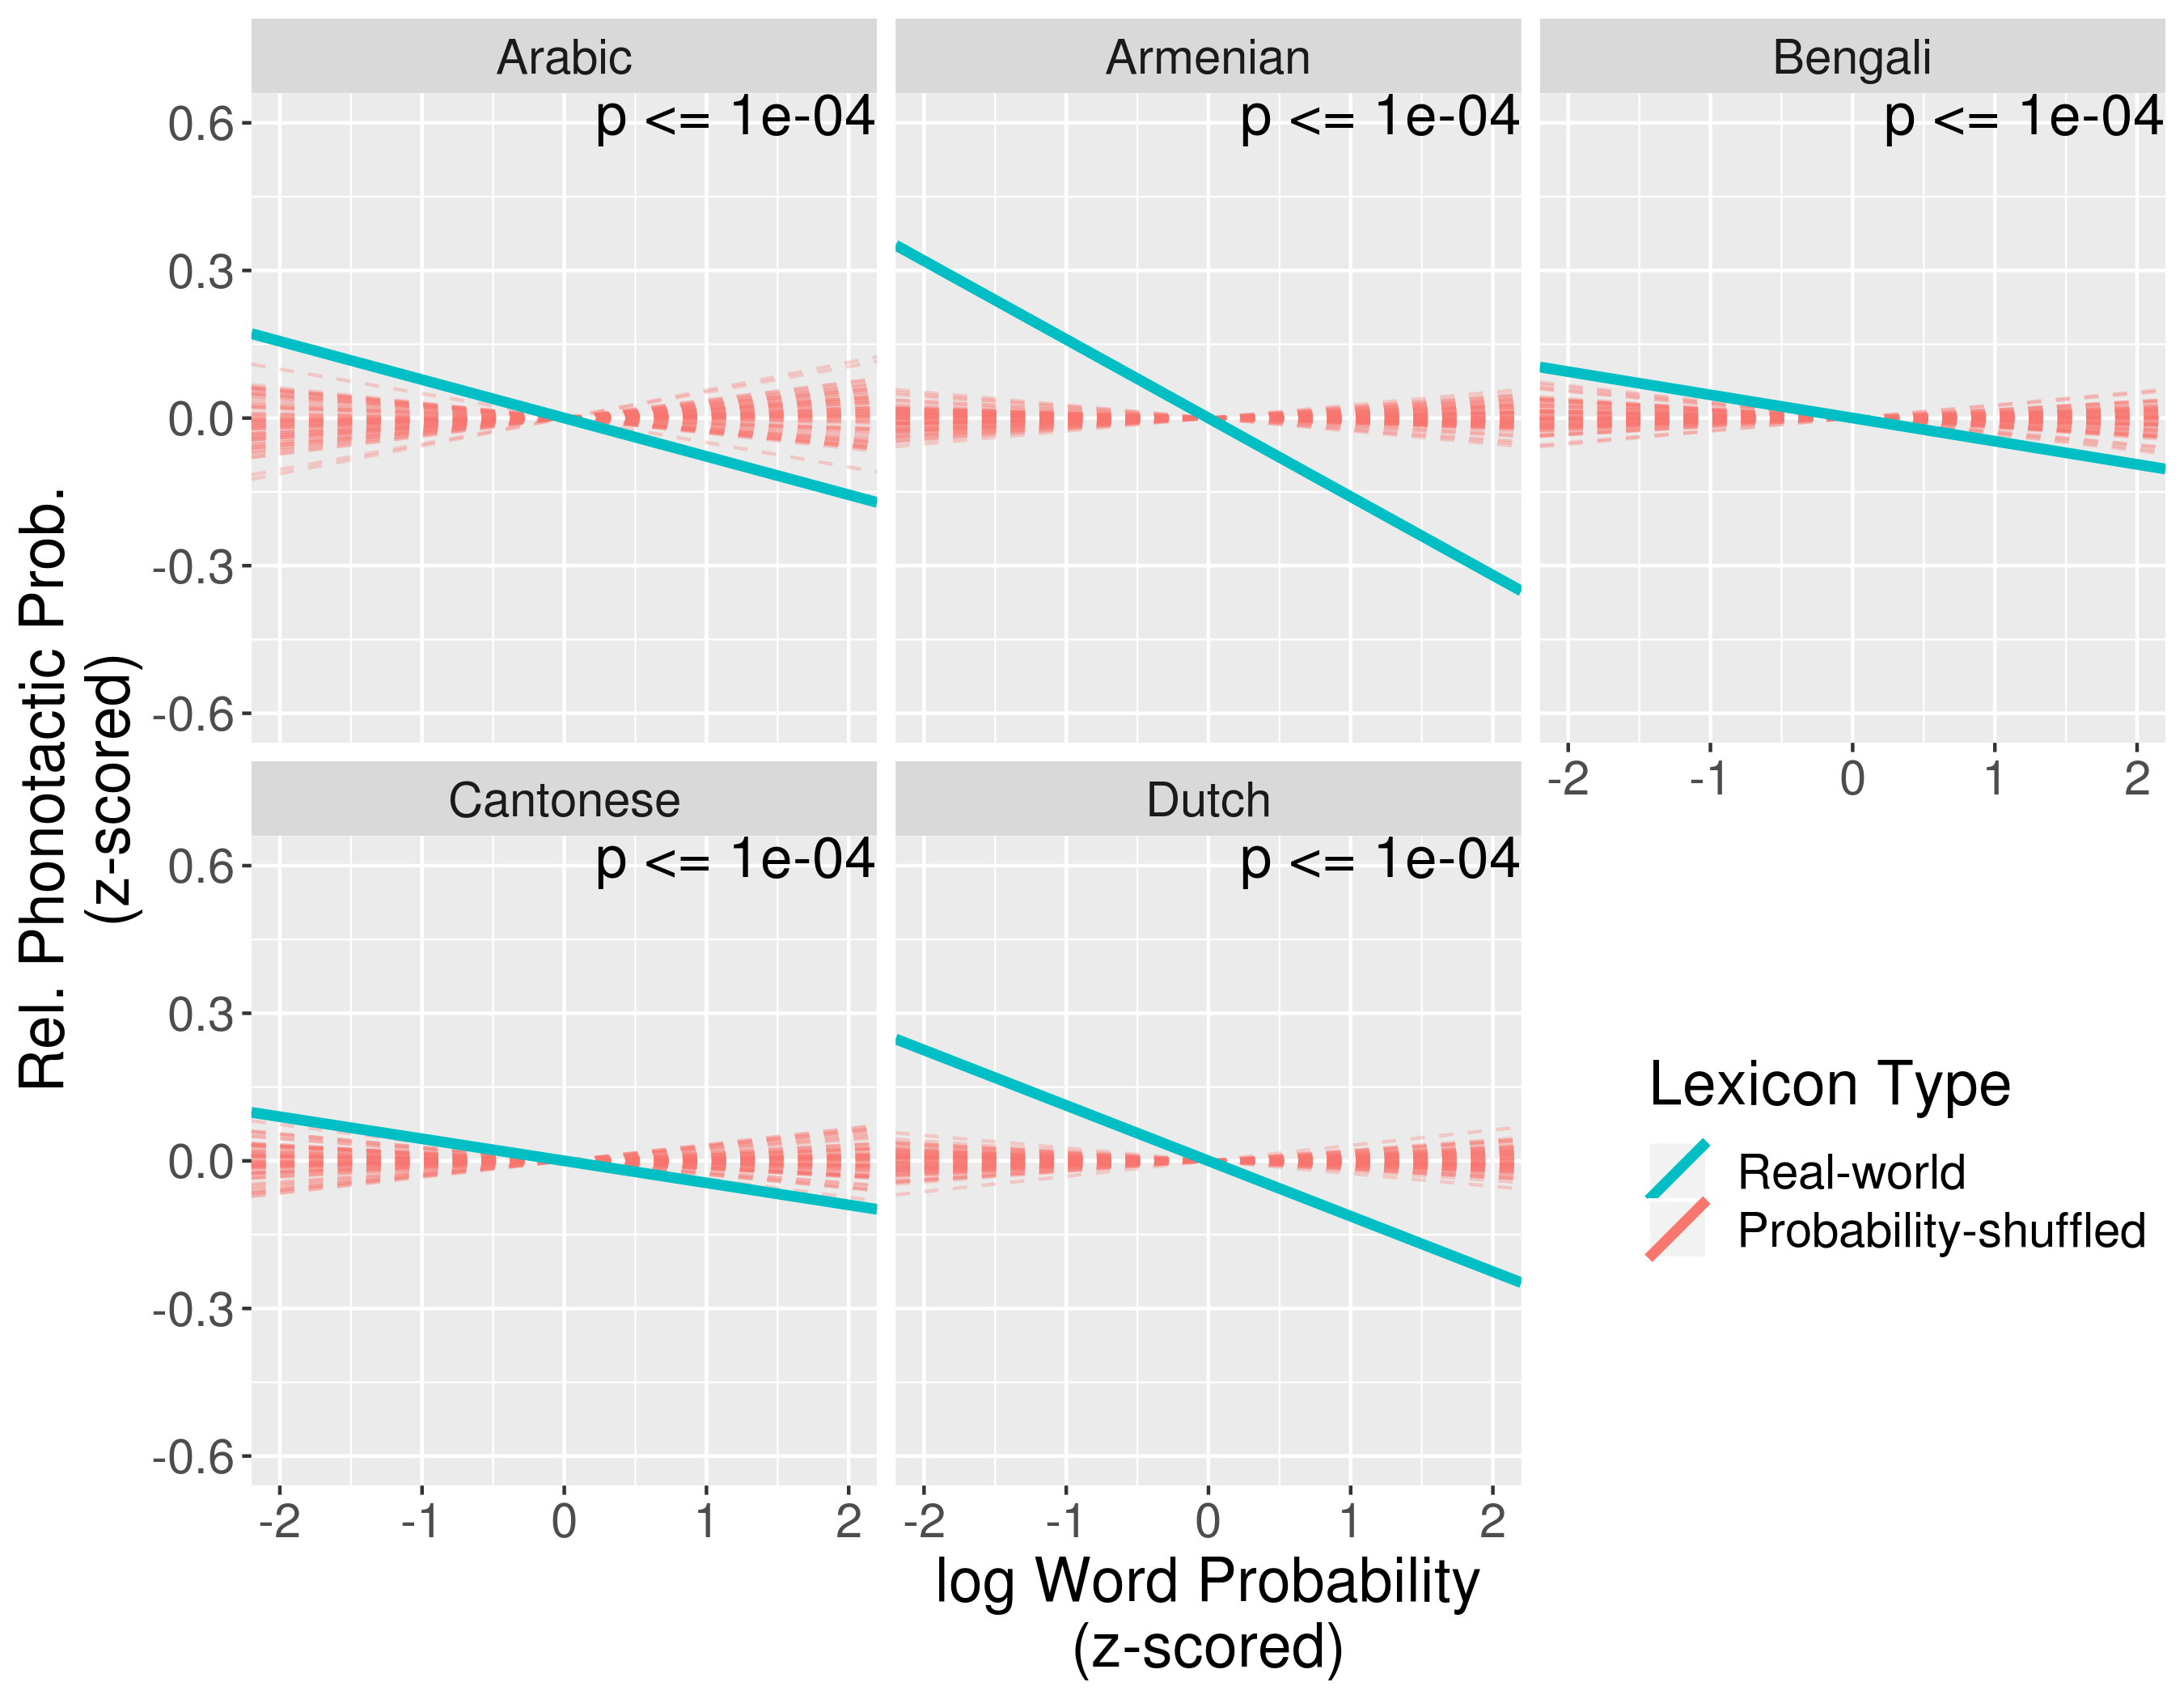 Arabic
Armenian
Bengali
p <= 1e-04
p <= 1e-04
p <= 1e-04
0.6
0.3
0.0
-0.3
-0.6
-2 -1 0 1 2
Cantonese
Dutch
p <= 1e-04
p <= 1e-04
0.6
0.3
0.0
-0.3
-0.6
-2 -1 0 1 2
-2 -1 0 1 2
Rel. Phonotactic Prob.
(z-scored)
log Word Probability
(z-scored)
Lexicon Type
Real-world
Probability-shuffled